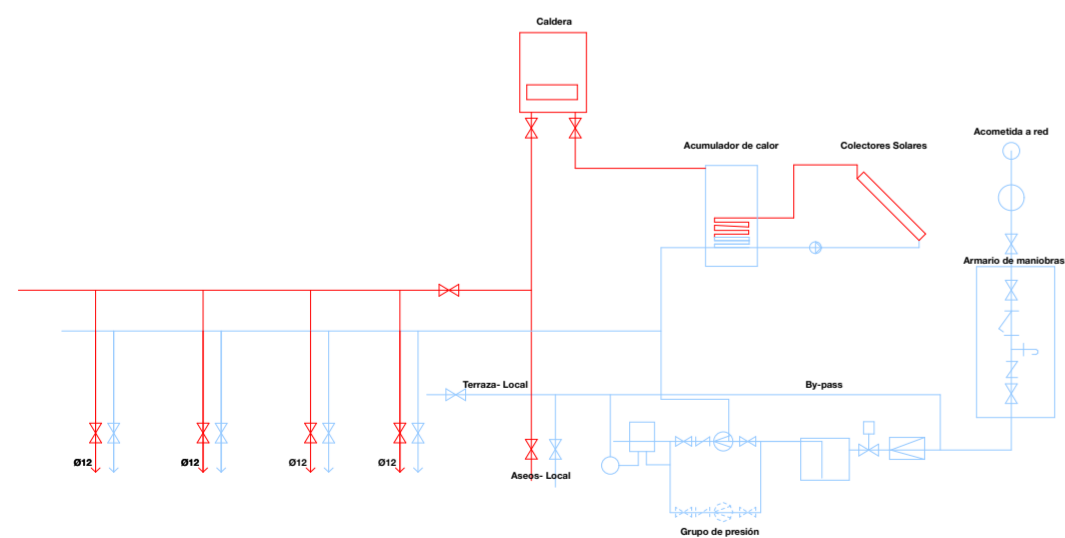 Caldera
Acometida a red
Acumulador de calor
Colectores Solares
Armario de maniobras
Terraza- Local
By-pass
Ø12
Ø12
Ø12
Ø12
Aseos- Local
Grupo de presión